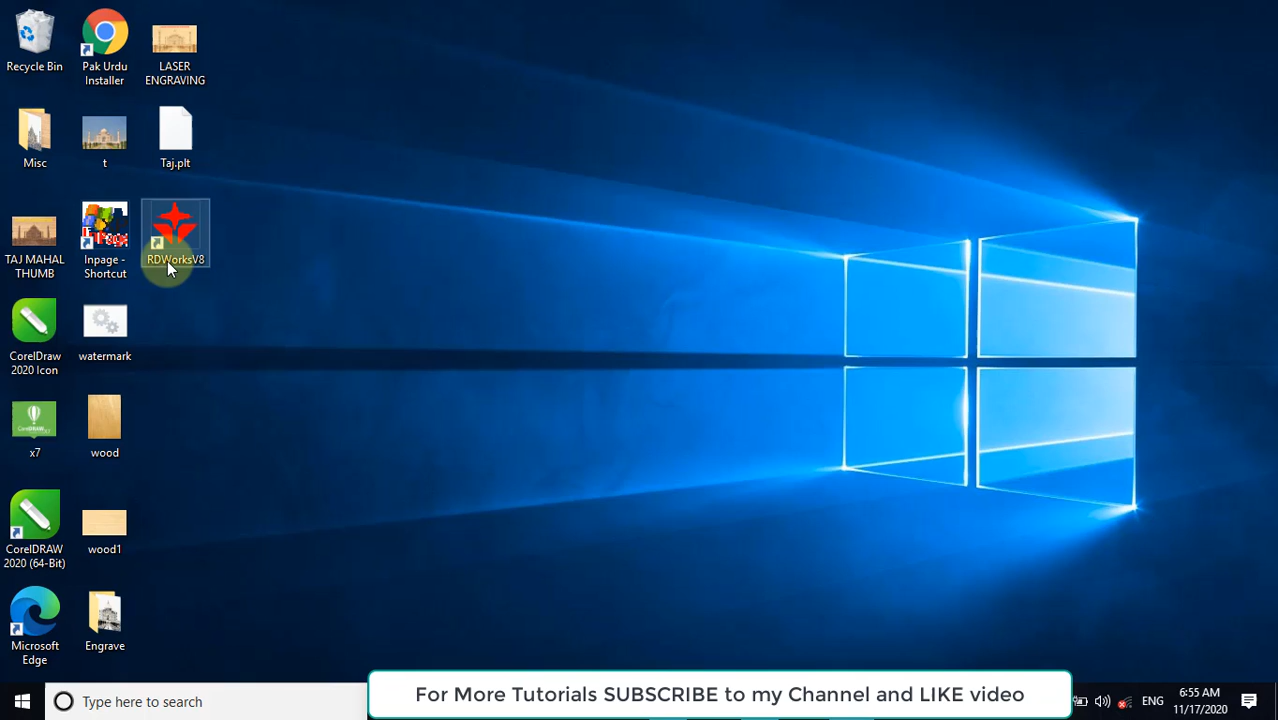 Recycle Bin
Pak Urdu
Installer
LASER
ENGRAVING
Misc
t
Taj.plt
TAJ MAHAL
THUMB
Inpage -
Shortcut
RDWorksV8
CorelDraw
2020 Icon
watermark
x7
wood
CorelDRAW
2020 (64-Bit)
wood1
Microsoft
Edge
Engrave
For More Tutorials SUBSCRIBE to my Channel and LIKE video
Type here to search
ENG
6:55 AM
11/17/2020